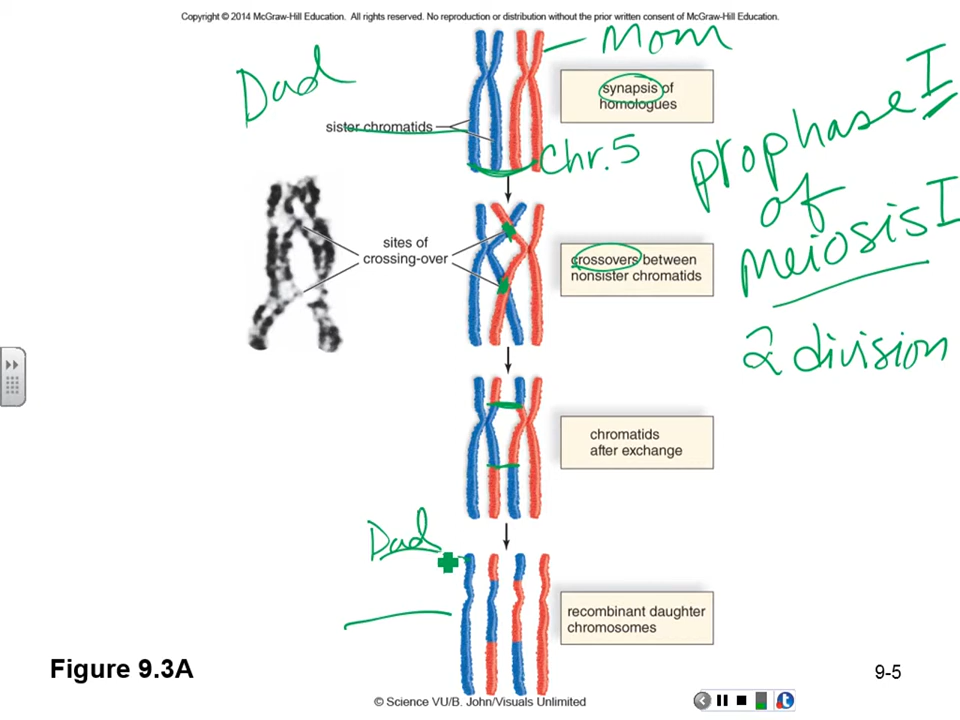 Copyright © 2014 McGraw-Hill Education. All rights reserved. No reproduction or distribution without the prior written consent of McGraw-Hill Education.
Dad
Mom
synapsis of
homologues
sister chromatids
Chr. 5
prophase I
of
meiosis I
2 division
sites of
crossing-over
crossovers between
nonsister chromatids
chromatids
after exchange
Dad
recombinant daughter
chromosomes
Figure 9.3A
9-5
© Science VU/B. John/Visuals Unlimited